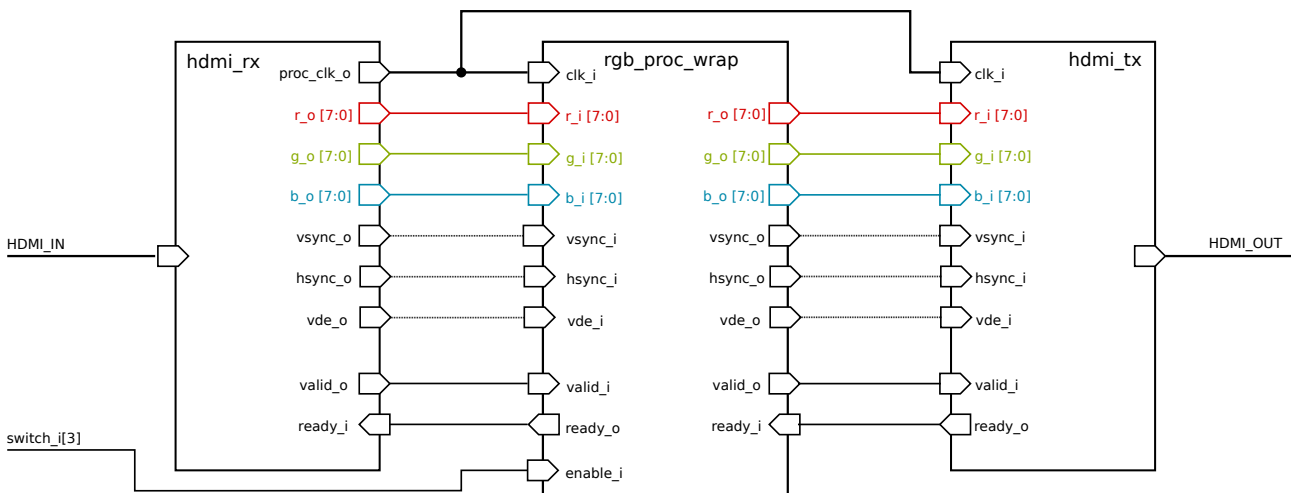 hdmi_rx
rgb_proc_wrap
hdmi_tx
proc_clk_o
clk_i
clk_i
r_o [7:0]
r_i [7:0]
r_o [7:0]
r_i [7:0]
g_o [7:0]
g_i [7:0]
g_o [7:0]
g_i [7:0]
b_o [7:0]
b_i [7:0]
b_o [7:0]
b_i [7:0]
vsync_o
vsync_i
vsync_o
vsync_i
HDMI_IN
HDMI_OUT
hsync_o
hsync_i
hsync_o
hsync_i
vde_o
vde_i
vde_o
vde_i
valid_o
valid_i
valid_o
valid_i
ready_i
ready_o
ready_i
ready_o
switch_i[3]
enable_i